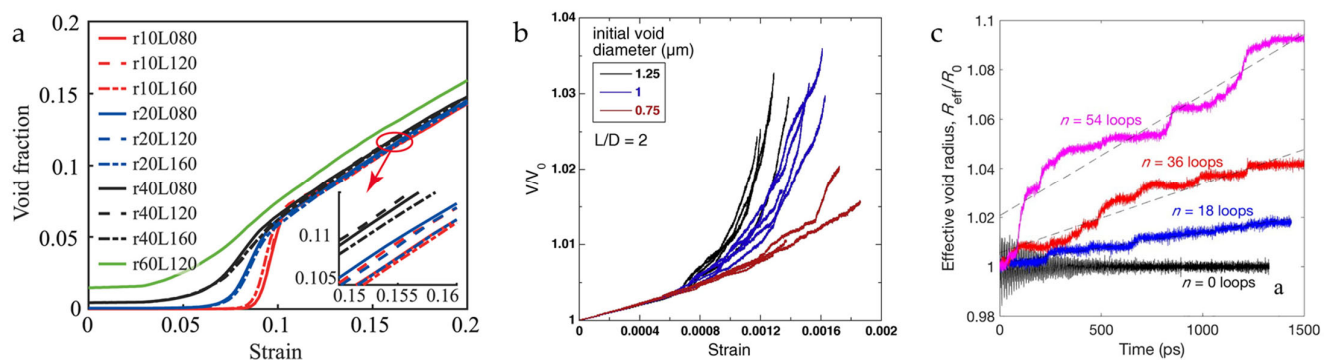 a
0.2
0.15
0.1
0.05
0
Void fraction
r10L080
r10L120
r10L160
r20L080
r20L120
r20L160
r40L080
r40L120
r40L160
r60L120
0.11
0.105
0.15 0.155 0.16
0 0.05 0.1 0.15 0.2
Strain
b
1.04
1.03
1.02
1.01
1
V/V0
initial void
diameter (μm)
1.25
1
0.75
L/D = 2
0 0.0004 0.0008 0.0012 0.0016 0.002
Strain
c
1.1
1.08
1.06
1.04
1.02
1
0.98
Effective void radius, Reff/R0
n = 54 loops
n = 36 loops
n = 18 loops
n = 0 loops
a
0 500 1000 1500
Time (ps)